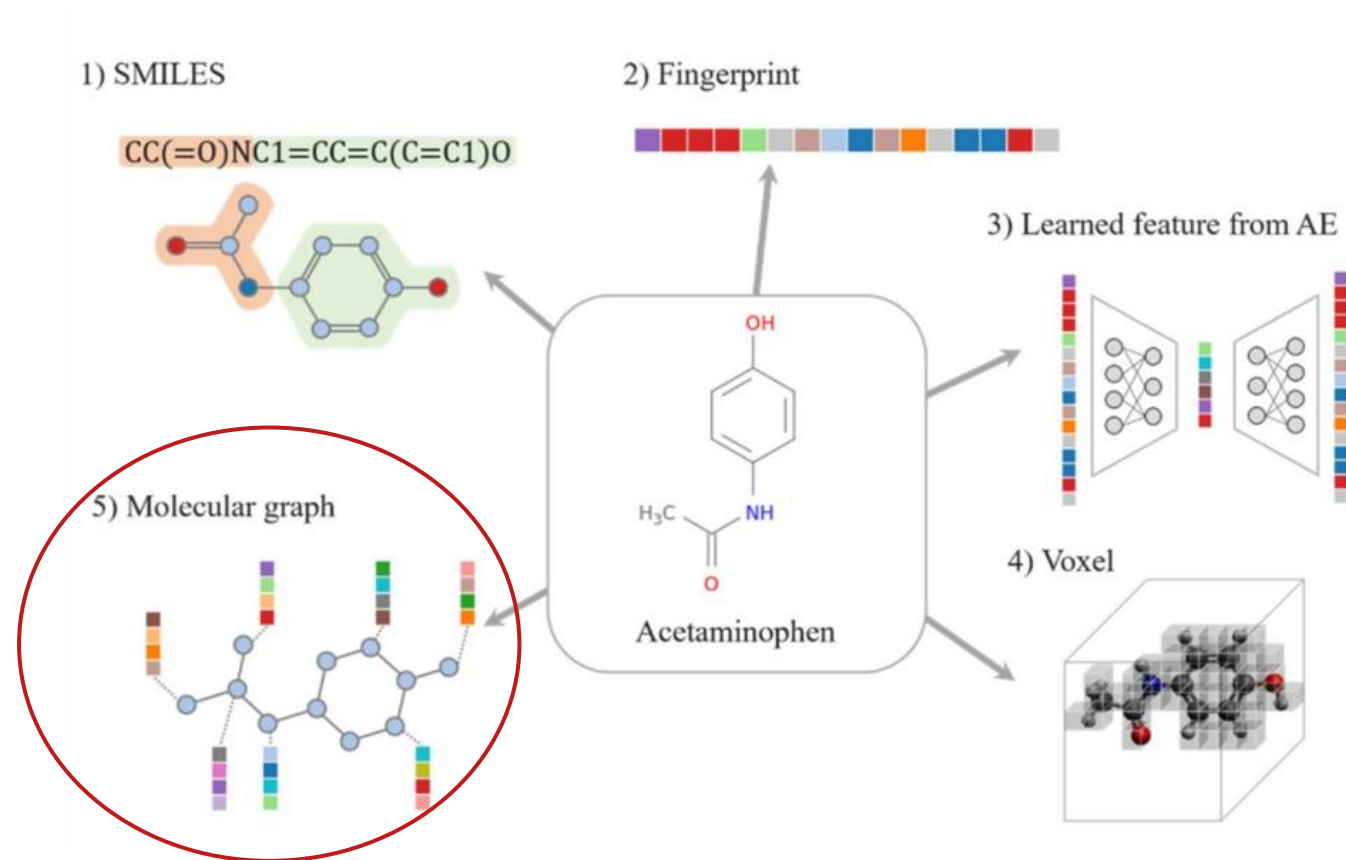 1) SMILES
CC(=O)NC1=CC=C(C=C1)O
2) Fingerprint
3) Learned feature from AE
OH
H₃C
NH
O
Acetaminophen
4) Voxel
5) Molecular graph